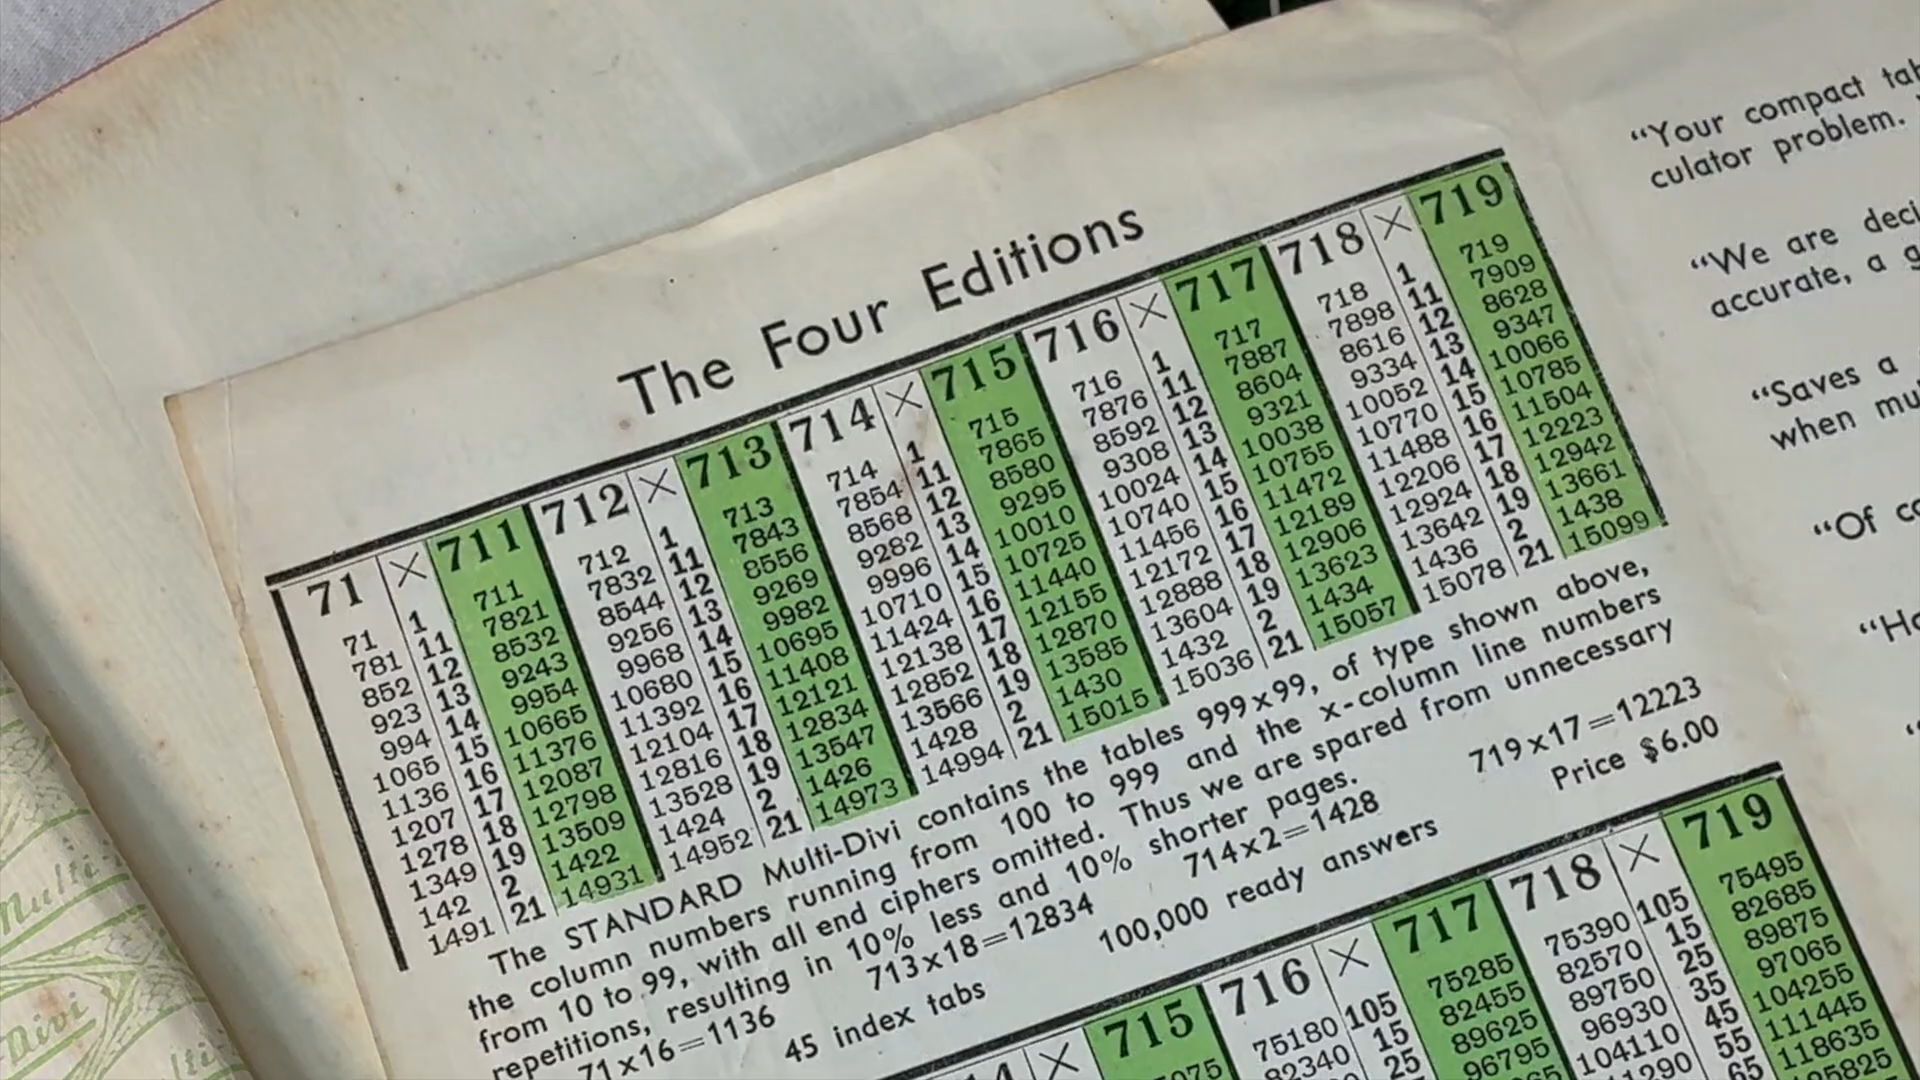 The Four Editions
71 × 711 712 × 713 714 × 715 716 × 717 718 × 719
71 1 711 712 1 713 714 1 715 716 1 717 718 1 719
781 11 7821 7832 11 7843 7854 11 7865 7876 11 7887 7898 11 7909
852 12 8532 8544 12 8556 8568 12 8580 8592 12 8604 8616 12 8628
923 13 9243 9256 13 9269 9282 13 9295 9308 13 9321 9334 13 9347
994 14 9954 9968 14 9982 9996 14 10010 10024 14 10038 10052 14 10066
1065 15 10665 10680 15 10695 10710 15 10725 10740 15 10755 10770 15 10785
1136 16 11376 11392 16 11408 11424 16 11440 11456 16 11472 11488 16 11504
1207 17 12087 12104 17 12121 12138 17 12155 12172 17 12189 12206 17 12223
1278 18 12798 12816 18 12834 12852 18 12870 12888 18 12906 12924 18 12942
1349 19 13509 13528 19 13547 13566 19 13585 13604 19 13623 13642 19 13661
142 2 1422 1424 2 1426 1428 2 1430 1432 2 1434 1436 2 1438
1491 21 14931 14952 21 14973 14994 21 15015 15036 21 15057 15078 21 15099
The STANDARD Multi-Divi contains the tables 999x99, of type shown above,
the column numbers running from 100 to 999 and the x-column line numbers
from 10 to 99, with all end ciphers omitted. Thus we are spared from unnecessary
repetitions, resulting in 10% less and 10% shorter pages.
71x16=1136 713x18=12834 714x2=1428 719x17=12223
45 index tabs 100,000 ready answers Price $6.00
715 716 × 717 718 × 719
75180 105 75285 75390 105 75495
82340 15 82455 82570 15 82685
25 89625 89750 25 89875
96795 96930 35 97065
104110 45 104255
55 111445
65 118635
"Your compact
culator problem.
"We are
accurate, a
"Saves a
when
"Of
Multi
Divi